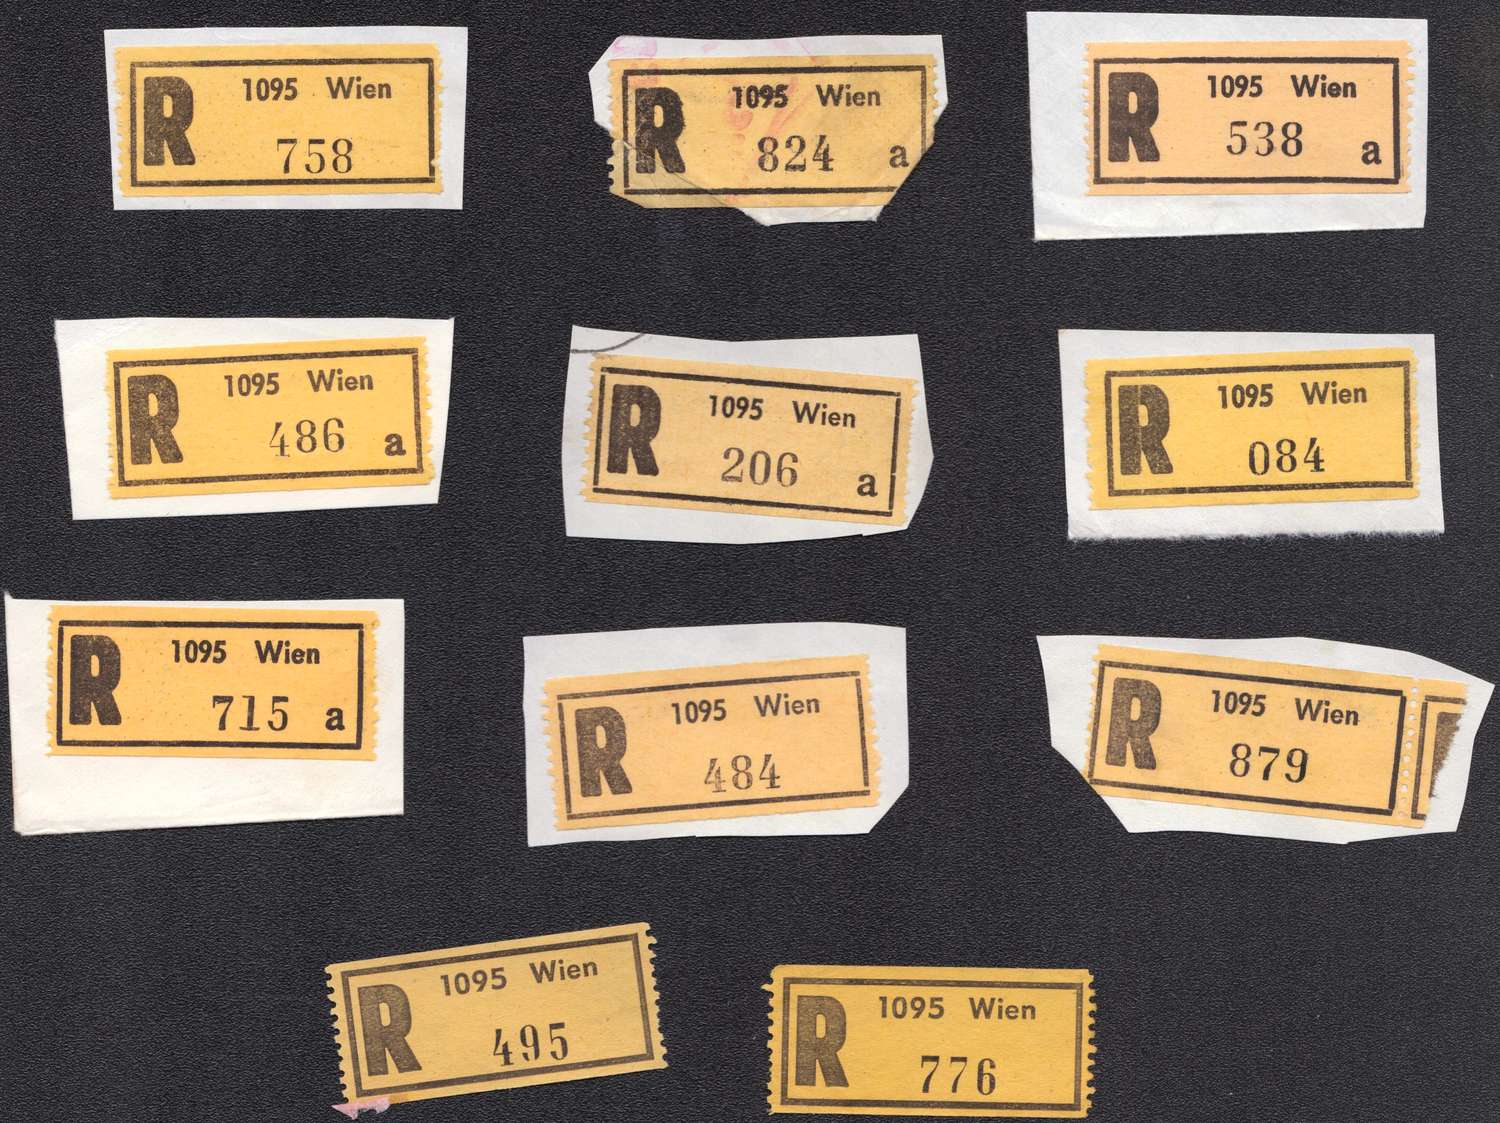 R 1095 Wien
758
R 1095 Wien
824 a
R 1095 Wien
538 a
R 1095 Wien
486 a
R 1095 Wien
206 a
R 1095 Wien
084
R 1095 Wien
715 a
R 1095 Wien
484
R 1095 Wien
879
R 1095 Wien
495
R 1095 Wien
776